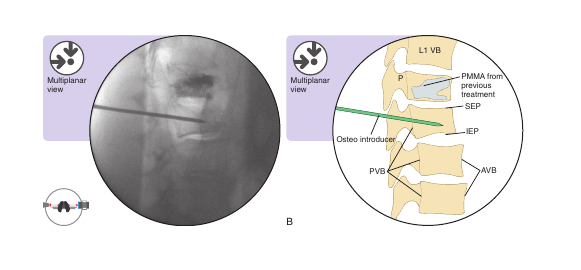 Multiplanar
view
Multiplanar
view
L1 VB
P
PMMA from
previous
treatment
SEP
IEP
Osteo introducer
PVB
AVB
B